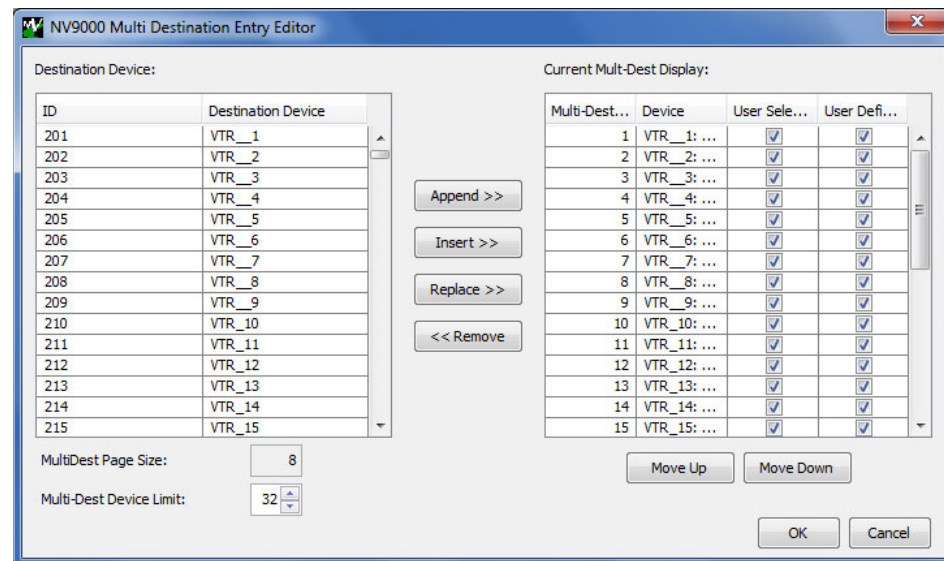 NV9000 Multi Destination Entry Editor
Destination Device:
Current Mult-Dest Display:
ID Destination Device
Multi-Dest... Device User Sele... User Defi...
201 VTR__1
202 VTR__2
203 VTR__3
204 VTR__4
205 VTR__5
206 VTR__6
207 VTR__7
208 VTR__8
209 VTR__9
210 VTR_10
211 VTR_11
212 VTR_12
213 VTR_13
214 VTR_14
215 VTR_15
Append >>
Insert >>
Replace >>
<< Remove
1 VTR__1: ...
2 VTR__2: ...
3 VTR__3: ...
4 VTR__4: ...
5 VTR__5: ...
6 VTR__6: ...
7 VTR__7: ...
8 VTR__8: ...
9 VTR__9: ...
10 VTR_10: ...
11 VTR_11: ...
12 VTR_12: ...
13 VTR_13: ...
14 VTR_14: ...
15 VTR_15: ...
MultiDest Page Size: 8
Multi-Dest Device Limit: 32
Move Up Move Down
OK Cancel